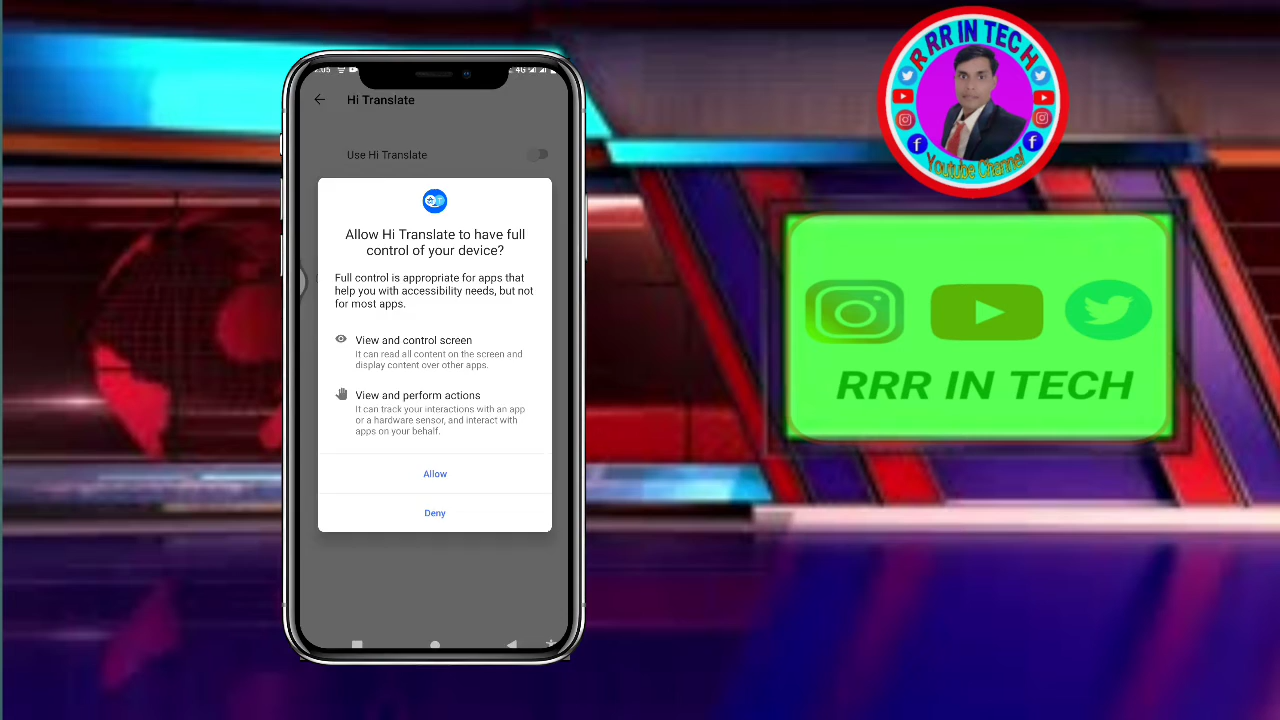 2:05
4G
Hi Translate
Use Hi Translate
Allow Hi Translate to have full
control of your device?
Full control is appropriate for apps that
help you with accessibility needs, but not
for most apps.
View and control screen
It can read all content on the screen and
display content over other apps.
View and perform actions
It can track your interactions with an app
or a hardware sensor, and interact with
apps on your behalf.
Allow
Deny
RRR IN TECH
Youtube Channel
RRR IN TECH